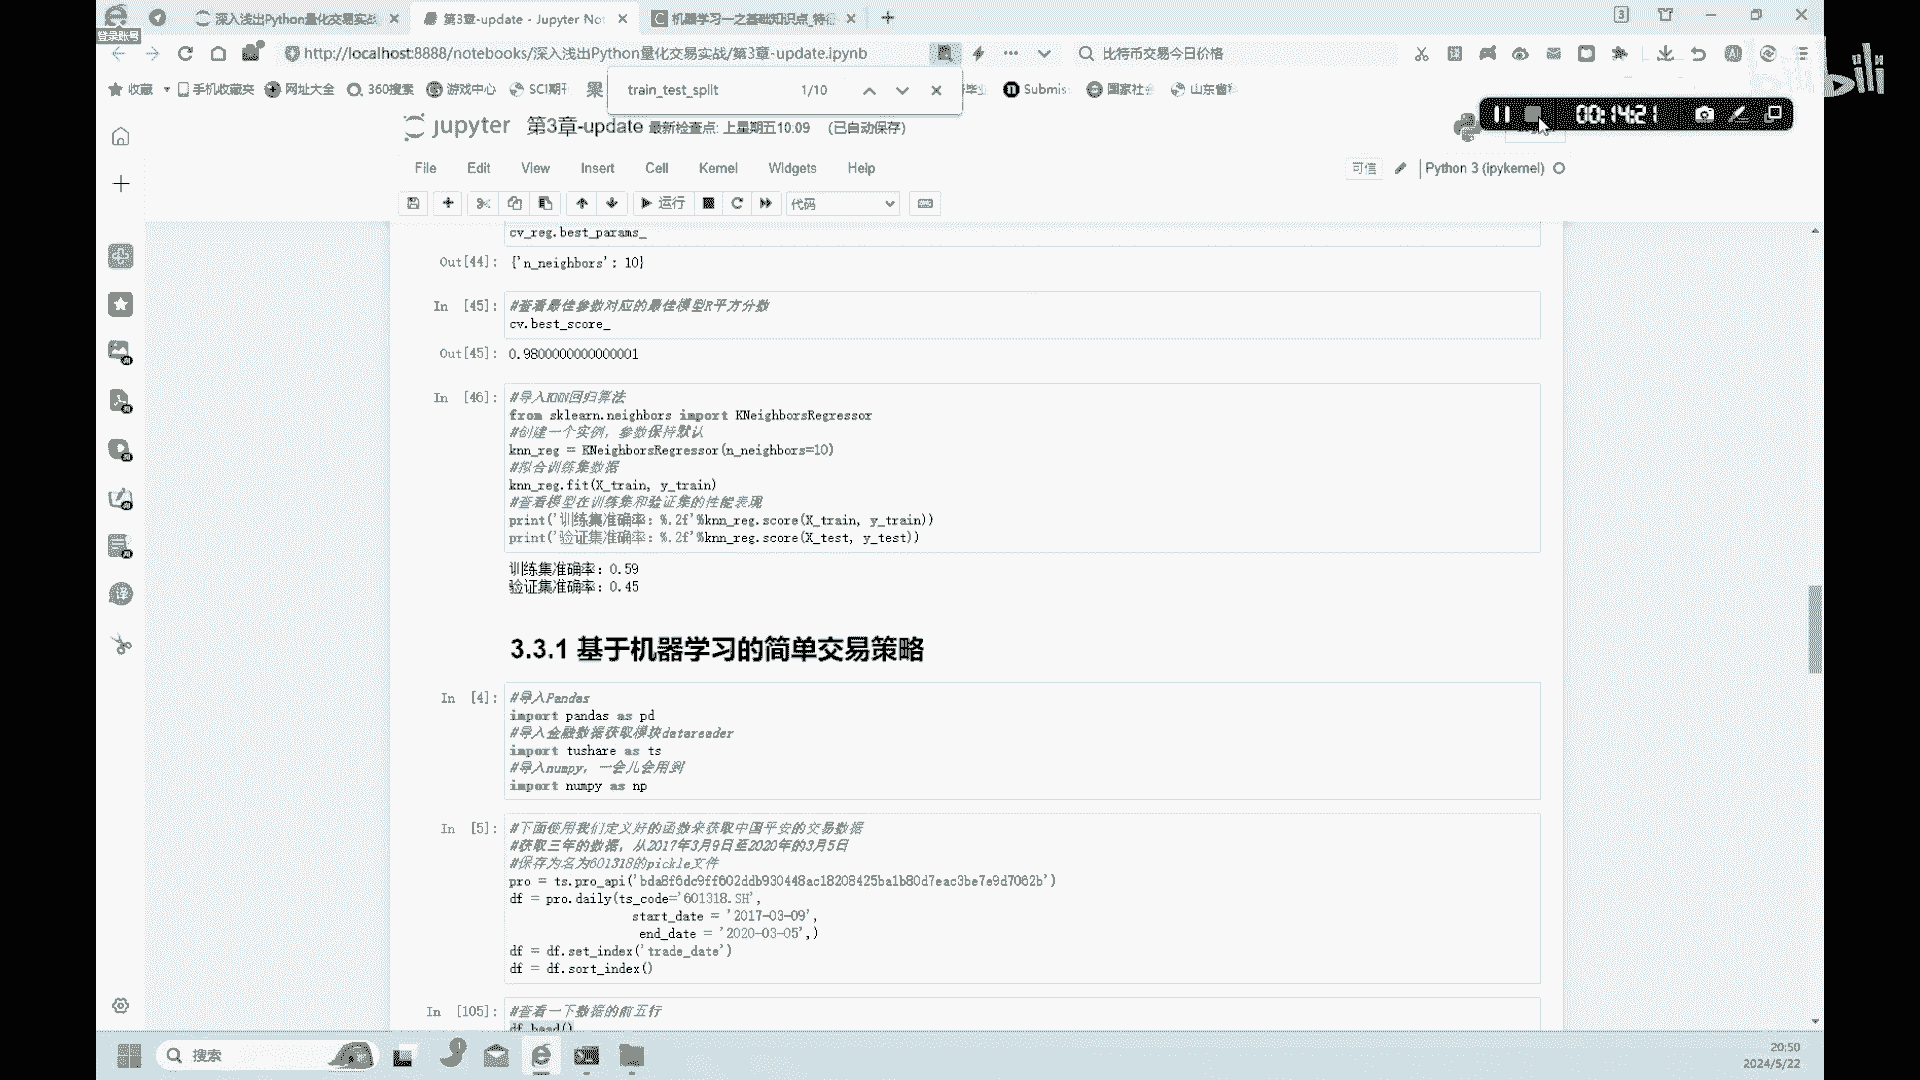 深入浅出Python量化交易实战
第3章-update - Jupyter Not
机器学习一之基础知识点_特征
3
登录账号
http://localhost:8888/notebooks/深入浅出Python量化交易实战/第3章-update.ipynb
比特币交易今日价格
收藏
手机收藏夹
网址大全
360搜索
游戏中心
SCI期刊
train_test_split
1/10
Submis
国家社会
山东省科
bilibili
00:14:21
jupyter
第3章-update
最新检查点: 上星期五10:09
(已自动保存)
File
Edit
View
Insert
Cell
Kernel
Widgets
Help
可信
Python 3 (ipykernel)
运行
代码
cv_reg.best_params_
Out[44]: {'n_neighbors': 10}
In [45]: #查看最佳参数对应的最佳模型R平方分数
cv.best_score_
Out[45]: 0.9800000000000001
In [46]: #导入KNN回归算法
from sklearn.neighbors import KNeighborsRegressor
#创建一个实例，参数保持默认
knn_reg = KNeighborsRegressor(n_neighbors=10)
#拟合训练集数据
knn_reg.fit(X_train, y_train)
#查看模型在训练集和验证集的性能表现
print('训练集准确率：%.2f'%knn_reg.score(X_train, y_train))
print('验证集准确率：%.2f'%knn_reg.score(X_test, y_test))
训练集准确率：0.59
验证集准确率：0.45
3.3.1 基于机器学习的简单交易策略
In [4]: #导入Pandas
import pandas as pd
#导入金融数据获取模块datareader
import tushare as ts
#导入numpy，一会儿会用到
import numpy as np
In [5]: #下面使用我们定义好的函数来获取中国平安的交易数据
#获取三年的数据，从2017年3月9日至2020年的3月5日
#保存为名为601318的pickle文件
pro = ts.pro_api('bda8f6dc9ff602ddb930448ac18208425ba1b80d7eac3be7e9d7062b')
df = pro.daily(ts_code='601318.SH',
start_date = '2017-03-09',
end_date = '2020-03-05',)
df = df.set_index('trade_date')
df = df.sort_index()
In [105]: #查看一下数据的前五行
df.head()
搜索
20:50
2024/5/22